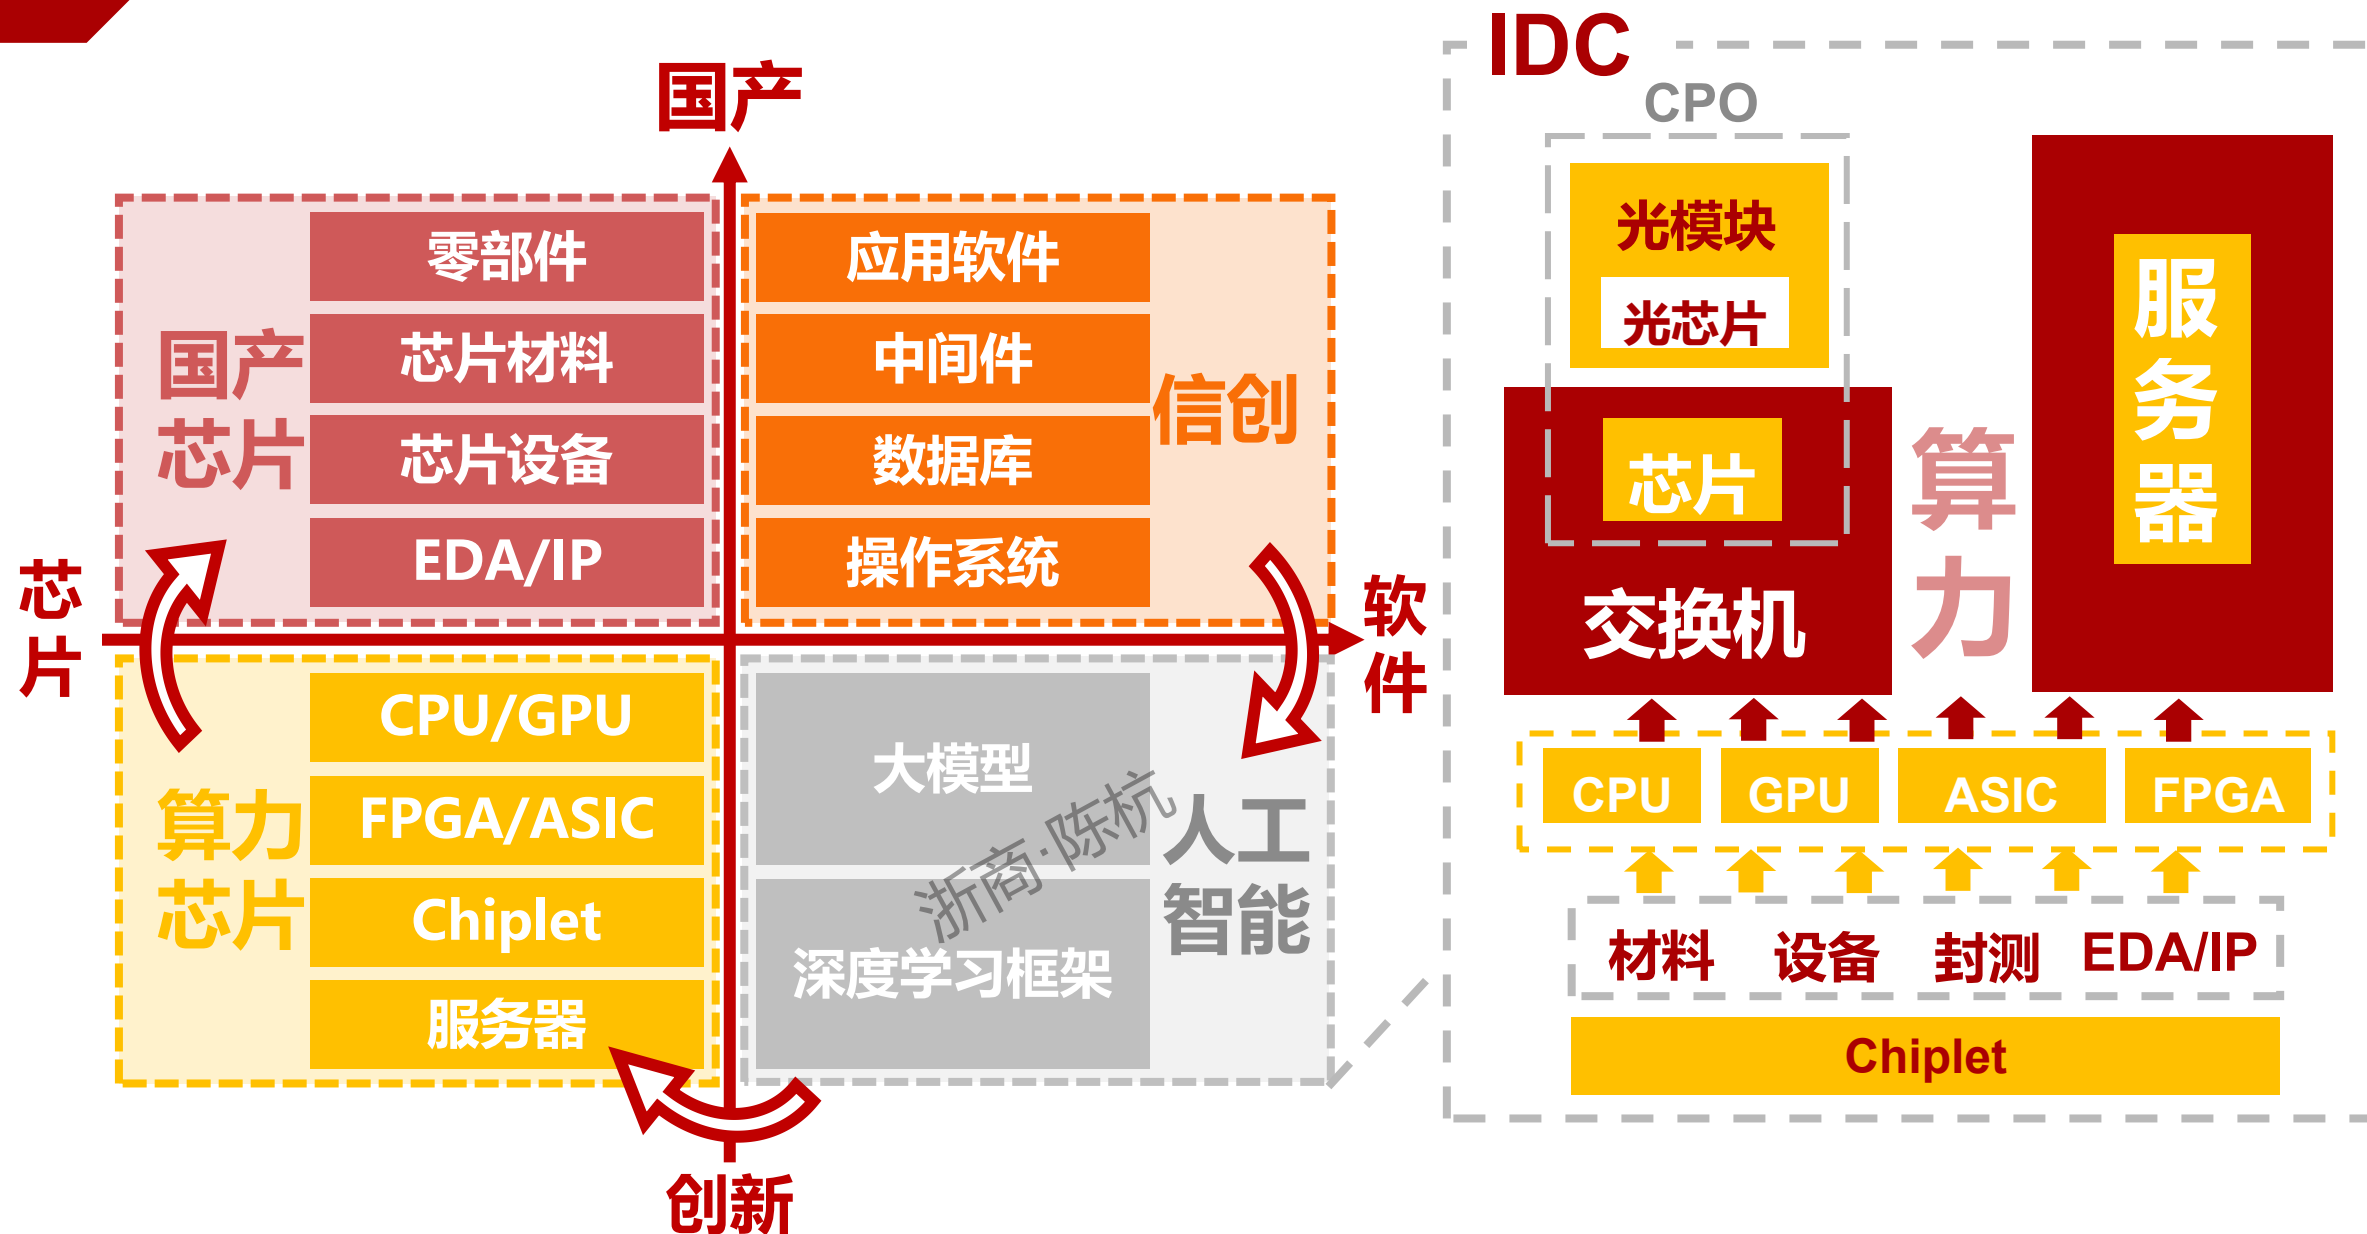 国产
零部件
芯片材料
芯片设备
EDA/IP
国产
芯片
应用软件
中间件
数据库
操作系统
信创
芯
片
软
件
CPU/GPU
FPGA/ASIC
Chiplet
服务器
算力
芯片
大模型
深度学习框架
人工
智能
浙商·陈杭
创新
IDC
CPO
光模块
光芯片
芯片
交换机
算
力
服
务
器
CPU
GPU
ASIC
FPGA
材料
设备
封测
EDA/IP
Chiplet